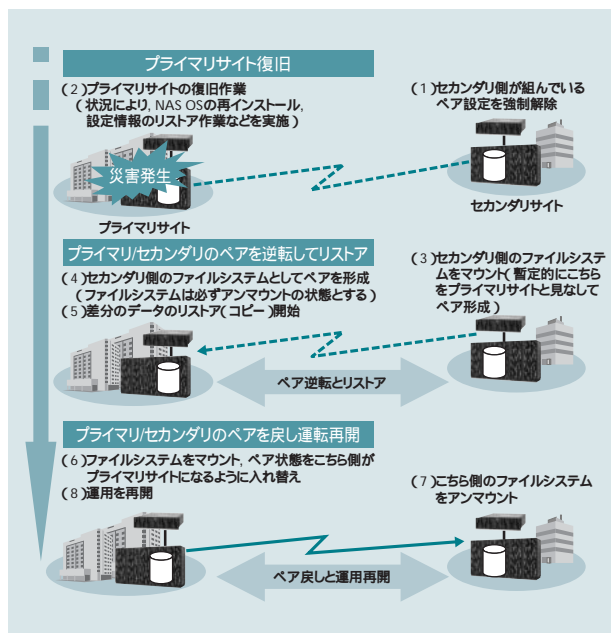 プライマリサイト復旧
(2)プライマリサイトの復旧作業
(状況により, NAS OSの再インストール,
設定情報のリストア作業などを実施)
(1)セカンダリ側が組んでいる
ペア設定を強制解除
災害発生
プライマリサイト
セカンダリサイト
プライマリ/セカンダリのペアを逆転してリストア
(4)セカンダリ側のファイルシステムとしてペアを形成
(ファイルシステムは必ずアンマウントの状態とする)
(5)差分のデータのリストア(コピー)開始
(3)セカンダリ側のファイルシステ
ムをマウント(暫定的にこちら
をプライマリサイトと見なして
ペア形成)
ペア逆転とリストア
プライマリ/セカンダリのペアを戻し運転再開
(6)ファイルシステムをマウント, ペア状態をこちら側が
プライマリサイトになるように入れ替え
(8)運用を再開
(7)こちら側のファイルシステム
をアンマウント
ペア戻しと運用再開